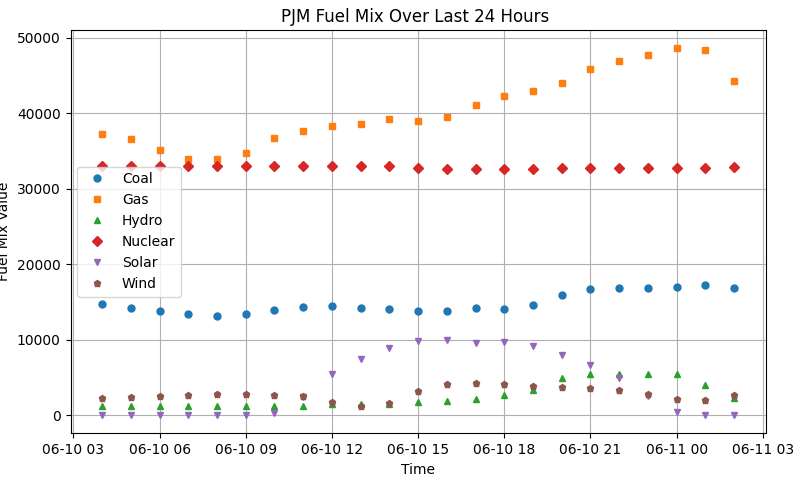 PJM Fuel Mix Over Last 24 Hours
50000
40000
30000
20000
10000
0
Fuel Mix Value
Coal
Gas
Hydro
Nuclear
Solar
Wind
06-10 03 06-10 06 06-10 09 06-10 12 06-10 15 06-10 18 06-10 21 06-11 00 06-11 03
Time